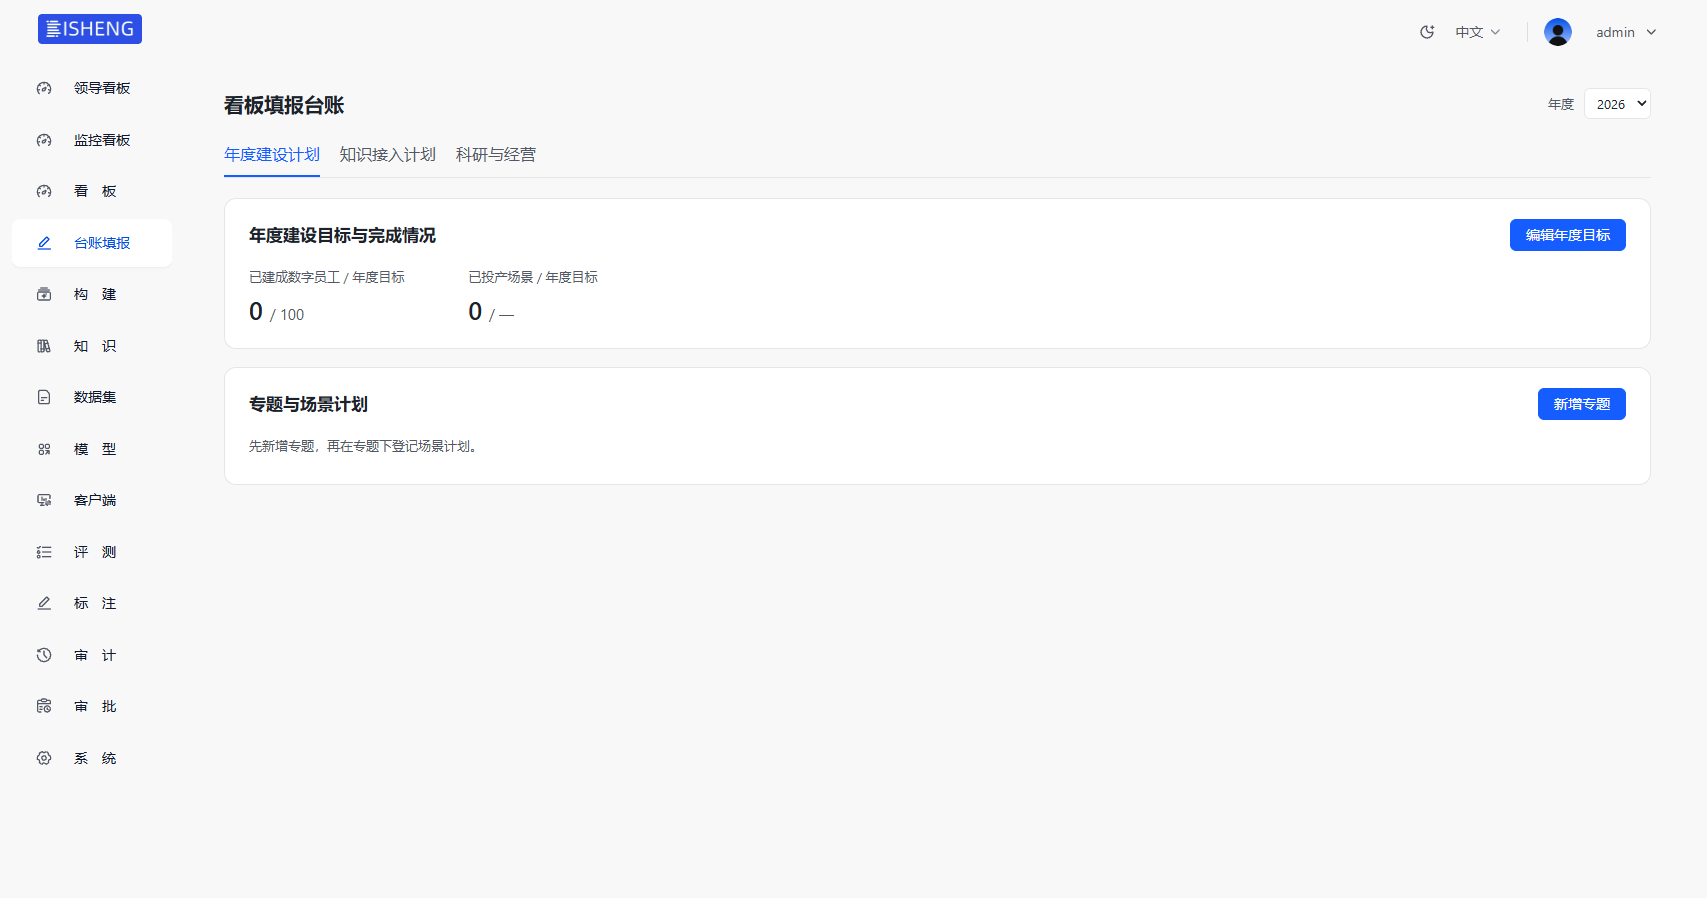 ISHENG
中文
admin
领导看板
监控看板
看 板
台账填报
构 建
知 识
数据集
模 型
客户端
评 测
标 注
审 计
审 批
系 统
看板填报台账
年度 2026
年度建设计划 知识接入计划 科研与经营
年度建设目标与完成情况
编辑年度目标
已建成数字员工 / 年度目标
0 / 100
已投产场景 / 年度目标
0 / —
专题与场景计划
新增专题
先新增专题，再在专题下登记场景计划。